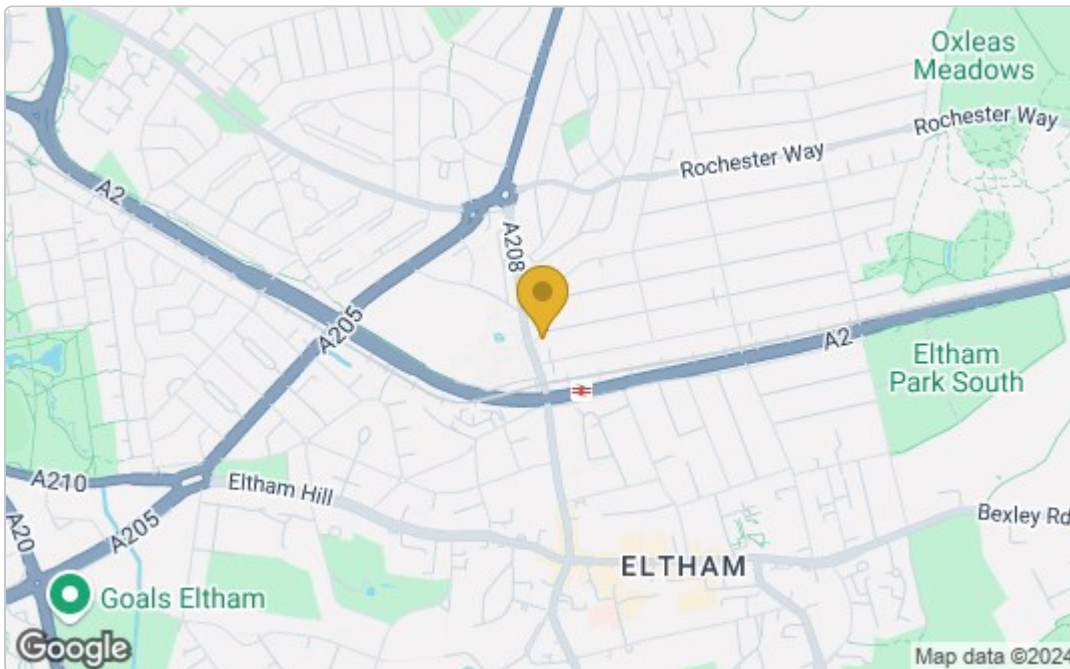 Oxleas
Meadows
Rochester Way
Rochester Way
A2
A208
A205
A2
Eltham
Park South
A210
Eltham Hill
A20
A205
Bexley Rd
ELTHAM
Goals Eltham
Google
Map data ©2024